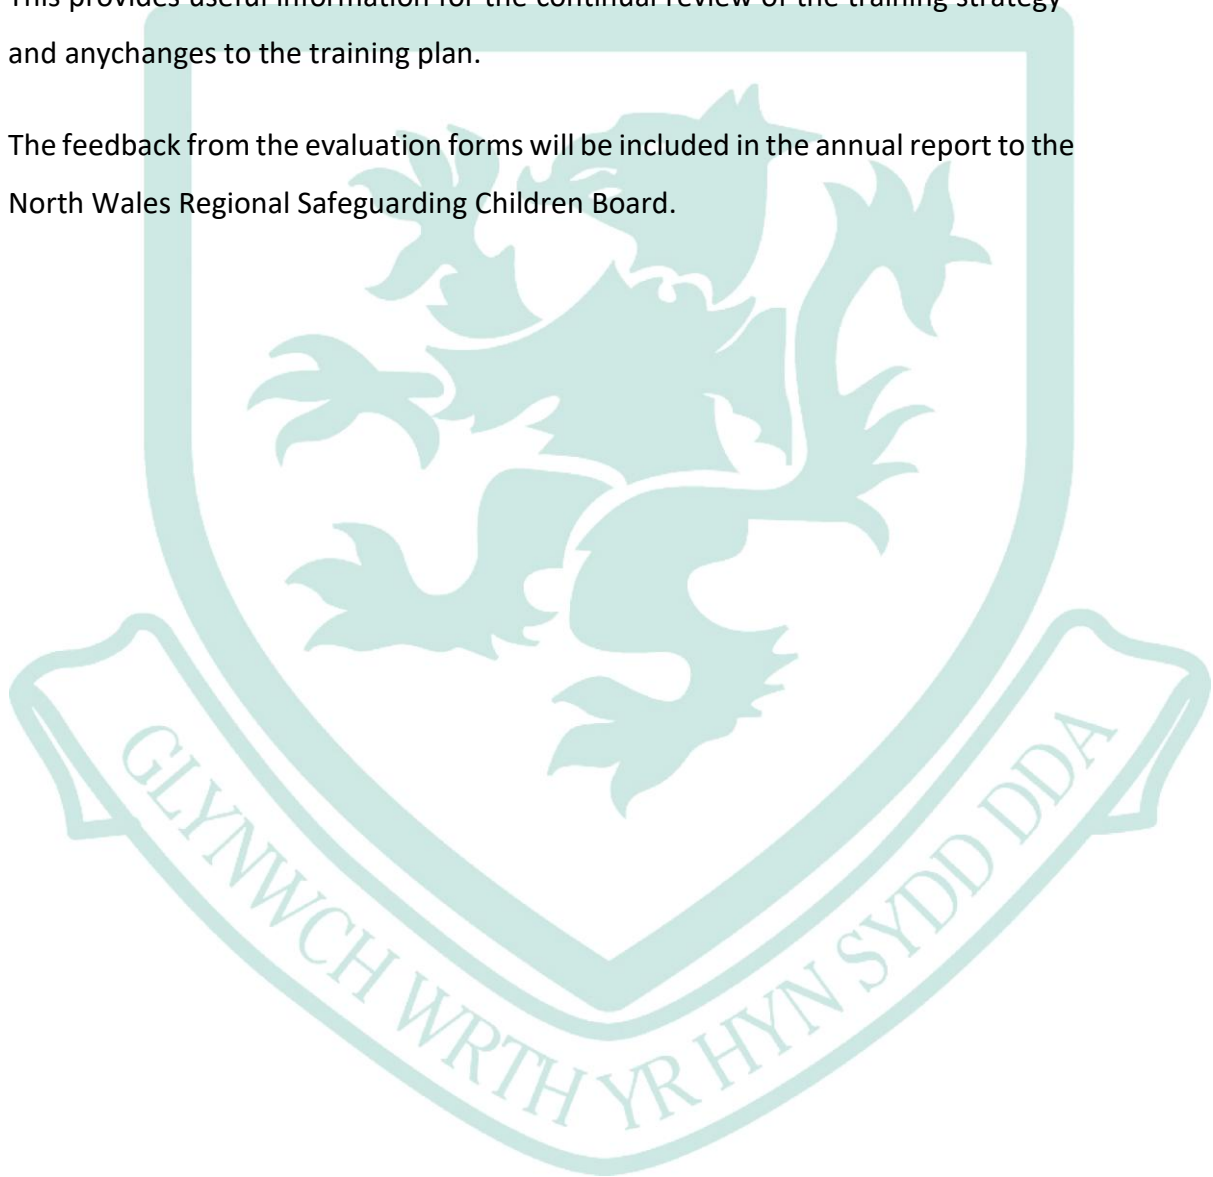 This provides useful information for the continual review of the training strategy
and anychanges to the training plan.
The feedback from the evaluation forms will be included in the annual report to the
North Wales Regional Safeguarding Children Board.
GLYNWCH WRTH YR HYN SYDD DDA